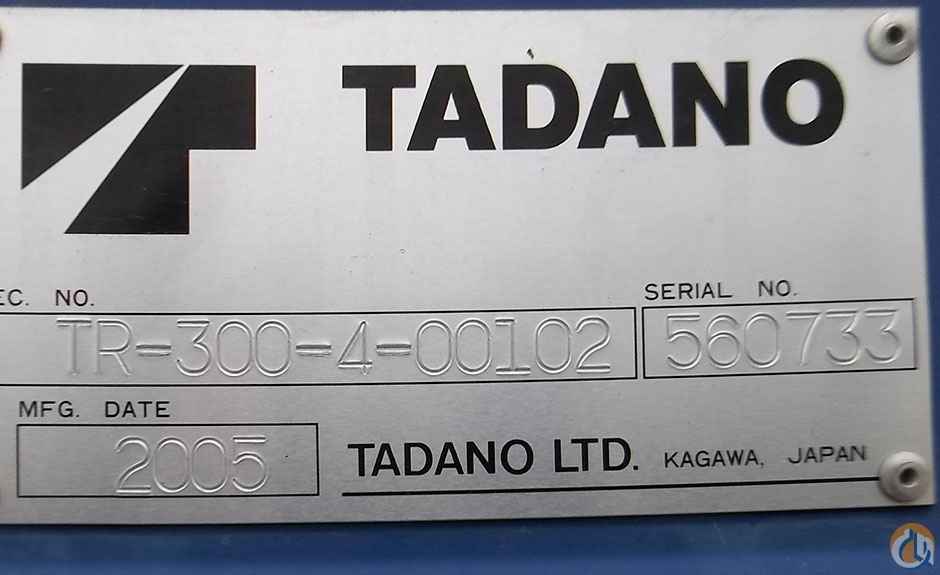 TADANO
EC. NO.
SERIAL NO.
TR-300-4-00102
560733
MFG. DATE
2005
TADANO LTD. KAGAWA, JAPAN